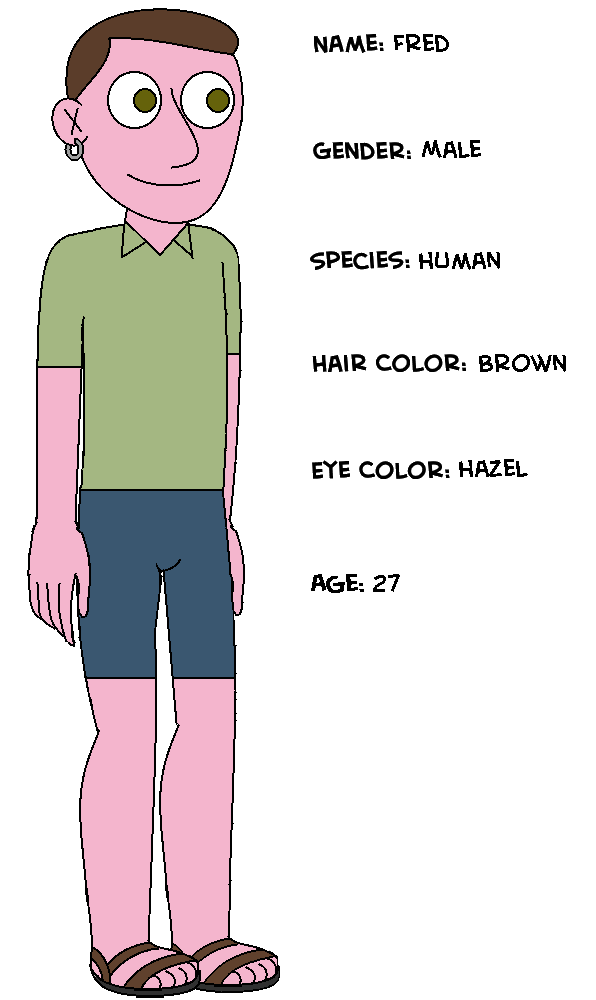 NAME: FRED
GENDER: MALE
SPECIES: HUMAN
HAIR COLOR: BROWN
EYE COLOR: HAZEL
AGE: 27